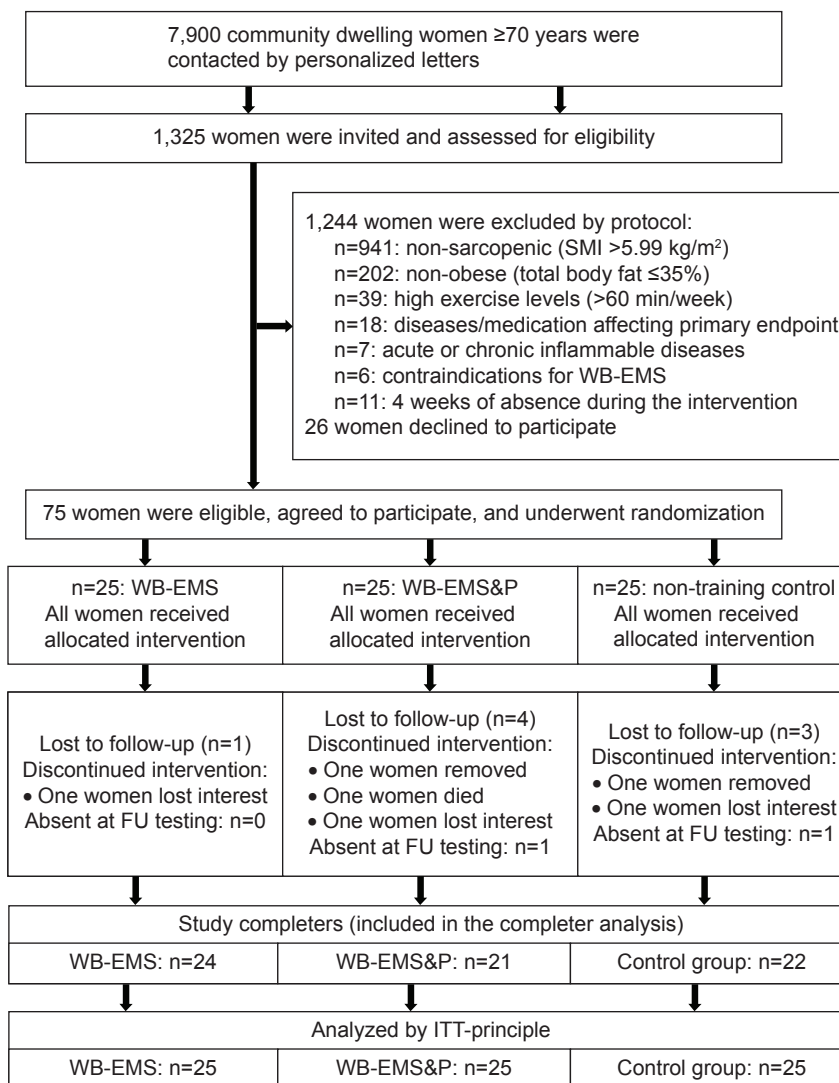 7,900 community dwelling women ≥70 years were
contacted by personalized letters
1,325 women were invited and assessed for eligibility
1,244 women were excluded by protocol:
n=941: non-sarcopenic (SMI >5.99 kg/m²)
n=202: non-obese (total body fat ≤35%)
n=39: high exercise levels (>60 min/week)
n=18: diseases/medication affecting primary endpoint
n=7: acute or chronic inflammable diseases
n=6: contraindications for WB-EMS
n=11: 4 weeks of absence during the intervention
26 women declined to participate
75 women were eligible, agreed to participate, and underwent randomization
n=25: WB-EMS
All women received
allocated intervention
n=25: WB-EMS&P
All women received
allocated intervention
n=25: non-training control
All women received
allocated intervention
Lost to follow-up (n=1)
Discontinued intervention:
• One women lost interest
Absent at FU testing: n=0
Lost to follow-up (n=4)
Discontinued intervention:
• One women removed
• One women died
• One women lost interest
Absent at FU testing: n=1
Lost to follow-up (n=3)
Discontinued intervention:
• One women removed
• One women lost interest
Absent at FU testing: n=1
Study completers (included in the completer analysis)
WB-EMS: n=24
WB-EMS&P: n=21
Control group: n=22
Analyzed by ITT-principle
WB-EMS: n=25
WB-EMS&P: n=25
Control group: n=25